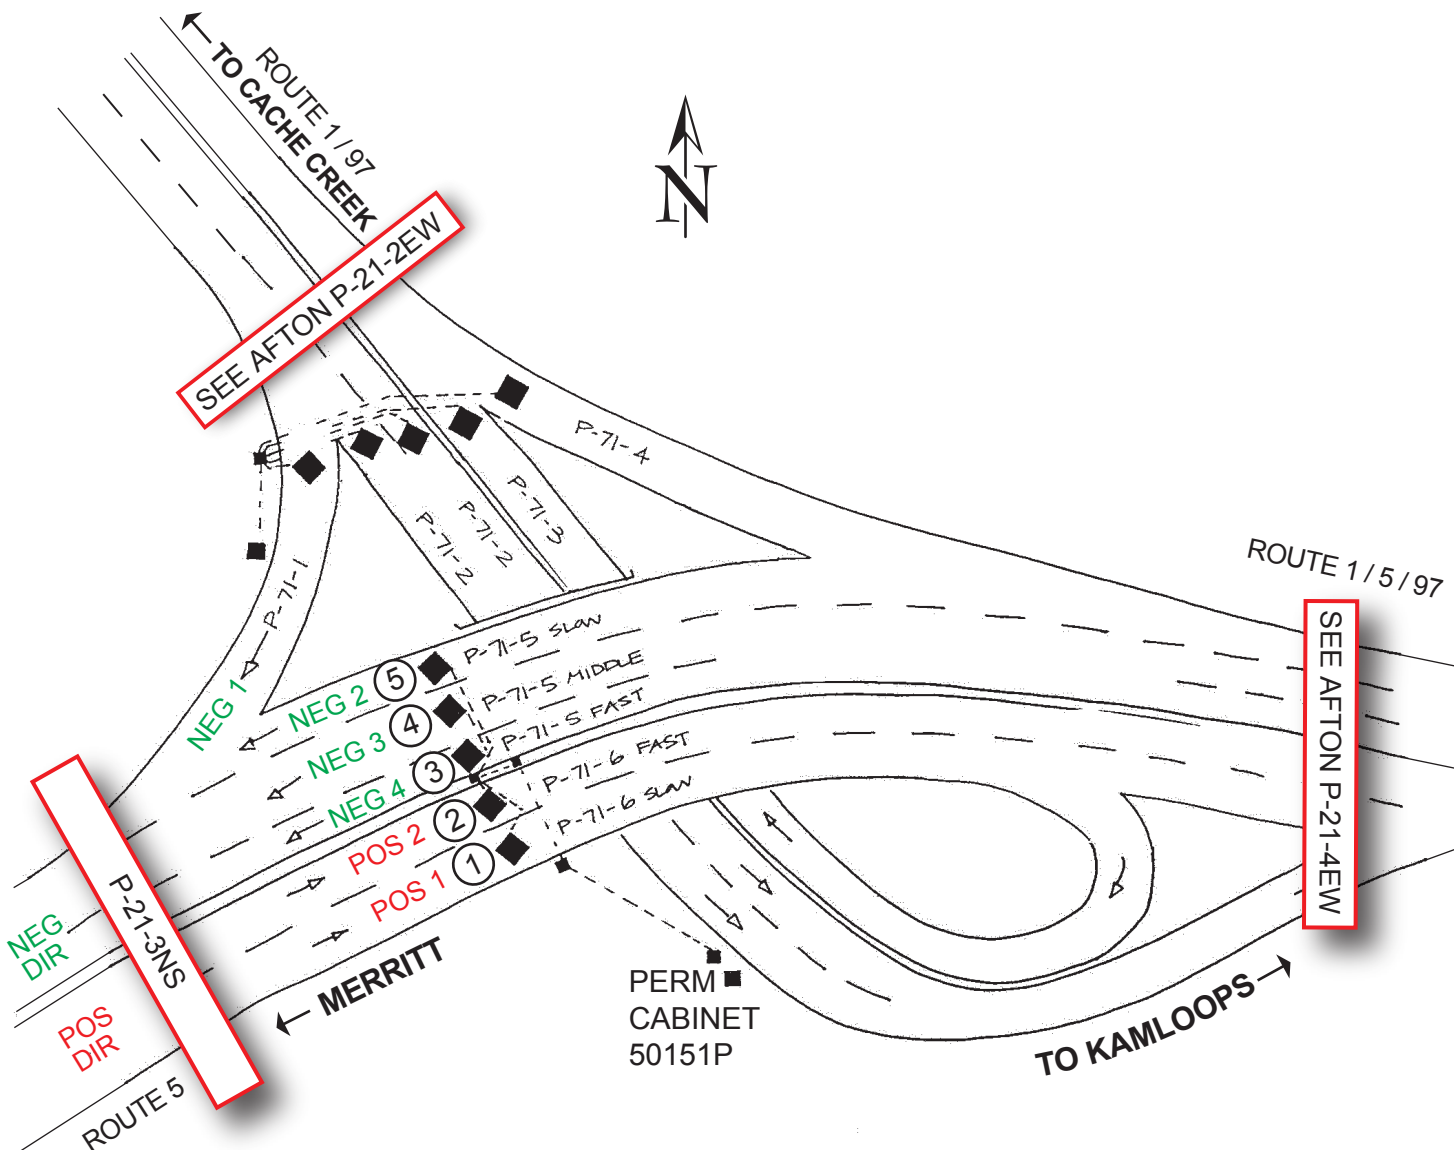 ROUTE 1 / 97
TO CACHE CREEK
N
SEE AFTON P-21-2EW
P-71-4
P-71-3
P-71-2
P-71-2
P-71-1
ROUTE 1 / 5 / 97
SEE AFTON P-21-4EW
P-71-5 SLOW
P-71-5 MIDDLE
P-71-5 FAST
P-71-6 FAST
P-71-6 SLOW
NEG 1
NEG 2 5
NEG 3 4
NEG 4 3
POS 2 2
POS 1 1
NEG
DIR
P-21-3NS
POS
DIR
MERRITT
ROUTE 5
PERM
CABINET
50151P
TO KAMLOOPS